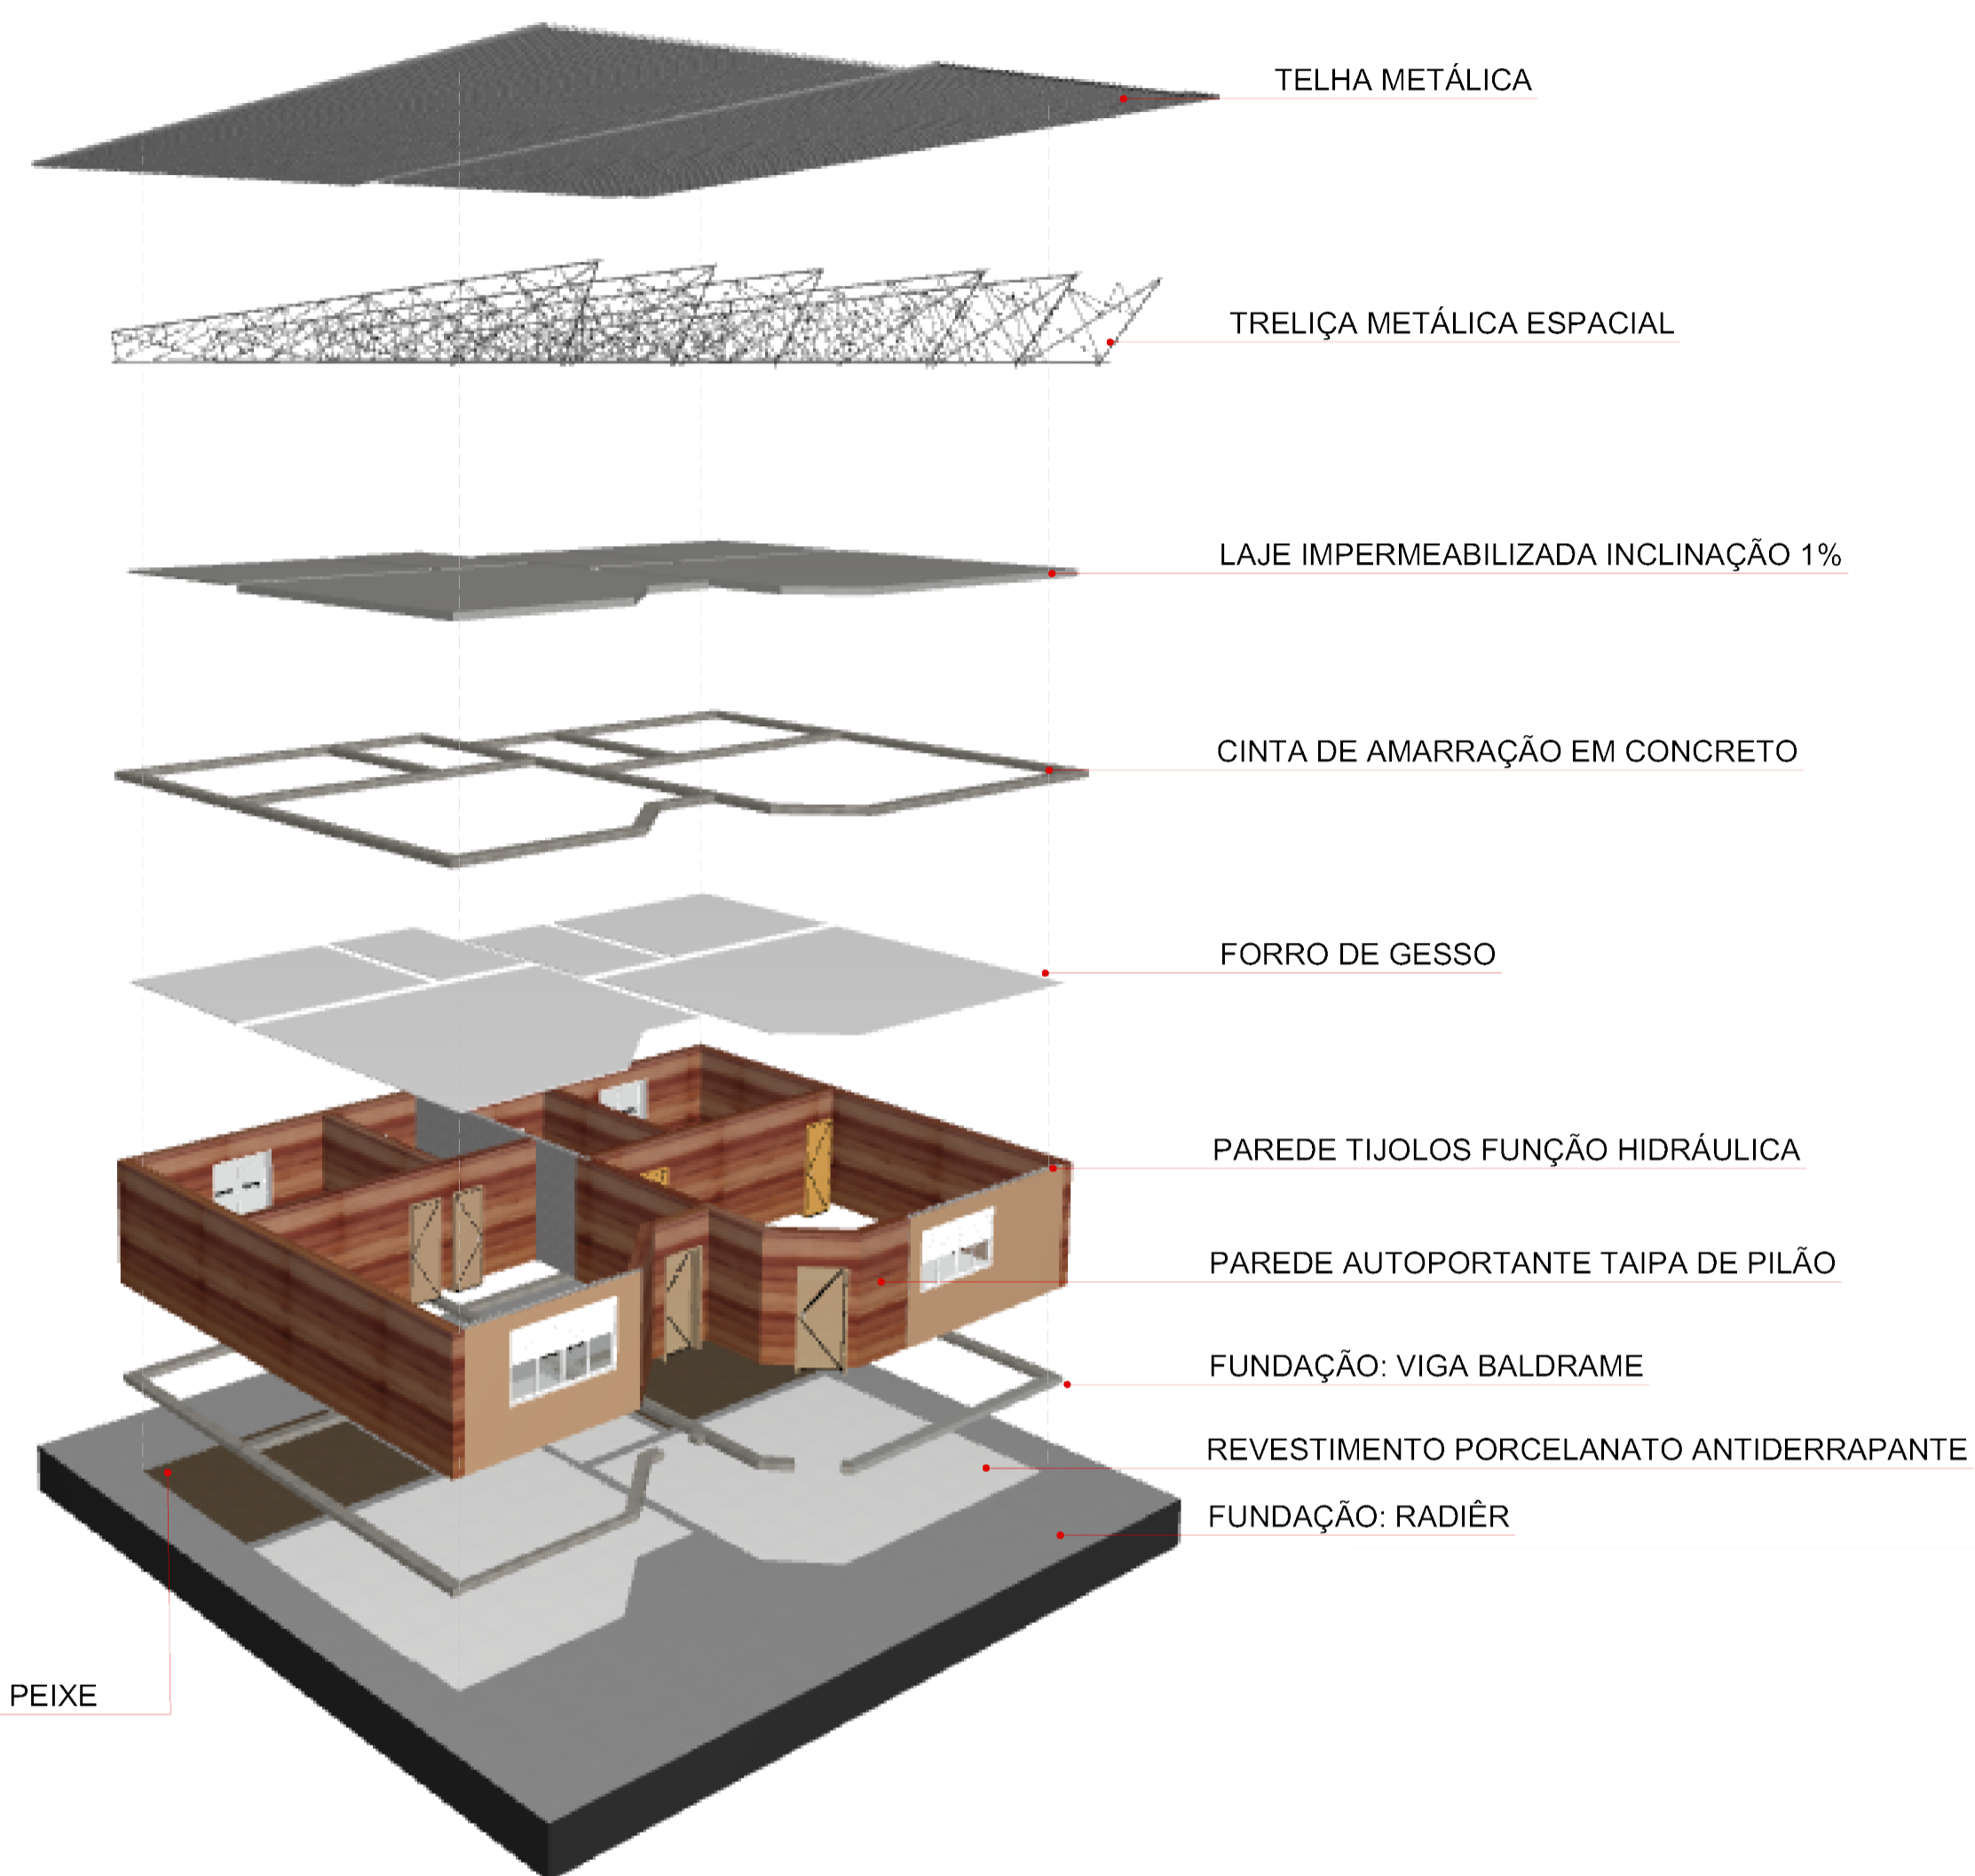 TELHA METÁLICA
TRELIÇA METÁLICA ESPACIAL
LAJE IMPERMEABILIZADA INCLINAÇÃO 1%
CINTA DE AMARRAÇÃO EM CONCRETO
FORRO DE GESSO
PAREDE TIJOLOS FUNÇÃO HIDRÁULICA
PAREDE AUTOPORTANTE TAIPA DE PILÃO
FUNDAÇÃO: VIGA BALDRAME
REVESTIMENTO PORCELANATO ANTIDERRAPANTE
FUNDAÇÃO: RADIÊR
PEIXE